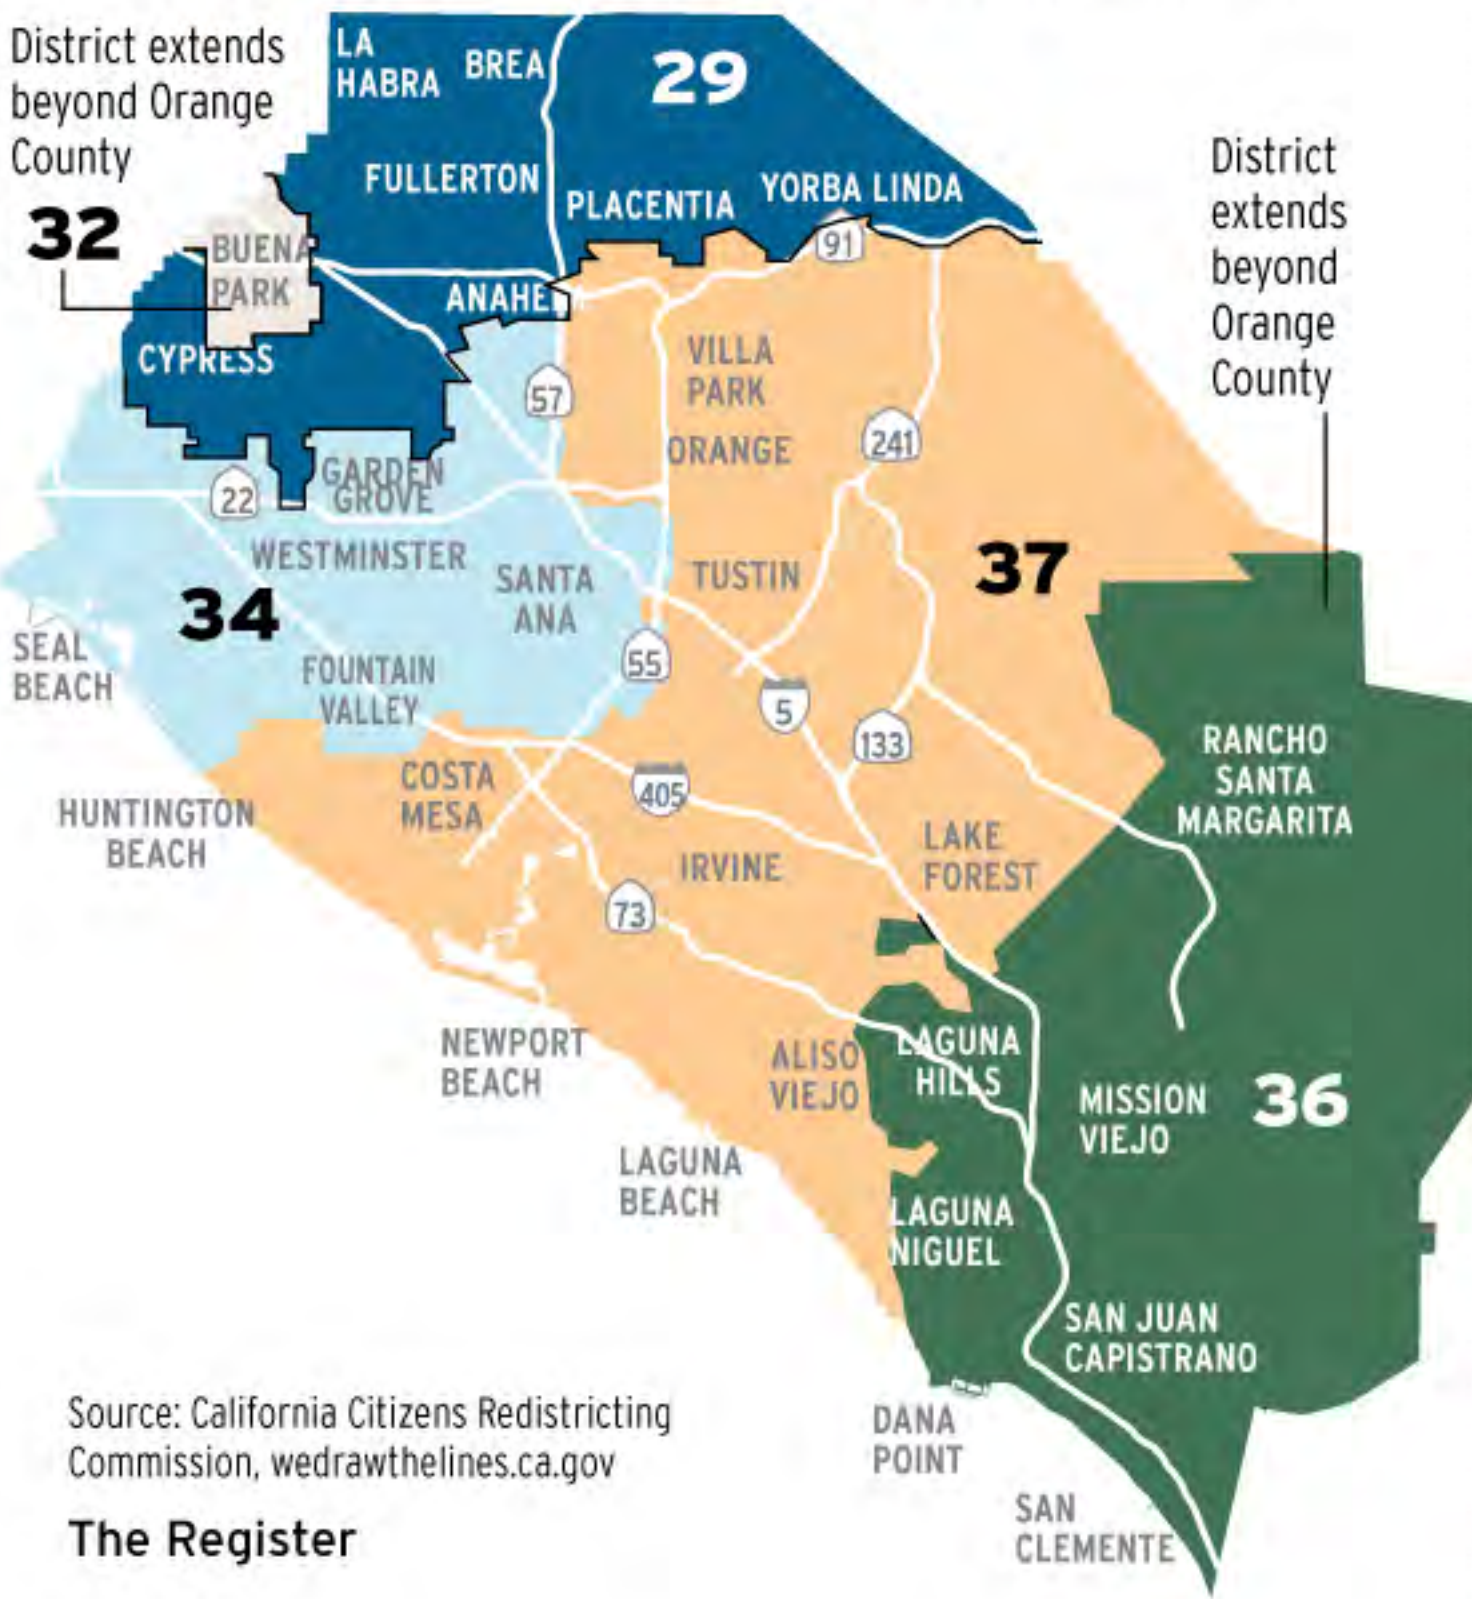 District extends
beyond Orange
County
32
LA
HABRA
BREA
29
FULLERTON
PLACENTIA
YORBA LINDA
91
BUENA
PARK
ANAHEI
CYPRESS
District
extends
beyond
Orange
County
57
VILLA
PARK
ORANGE
241
22
GARDEN
GROVE
WESTMINSTER
34
SANTA
ANA
TUSTIN
37
SEAL
BEACH
FOUNTAIN
VALLEY
55
5
133
RANCHO
SANTA
MARGARITA
COSTA
MESA
405
HUNTINGTON
BEACH
IRVINE
LAKE
FOREST
73
NEWPORT
BEACH
ALISO
VIEJO
LAGUNA
HILLS
MISSION
VIEJO
36
LAGUNA
BEACH
LAGUNA
NIGUEL
SAN JUAN
CAPISTRANO
DANA
POINT
SAN
CLEMENTE
Source: California Citizens Redistricting
Commission, wedrawthelines.ca.gov
The Register